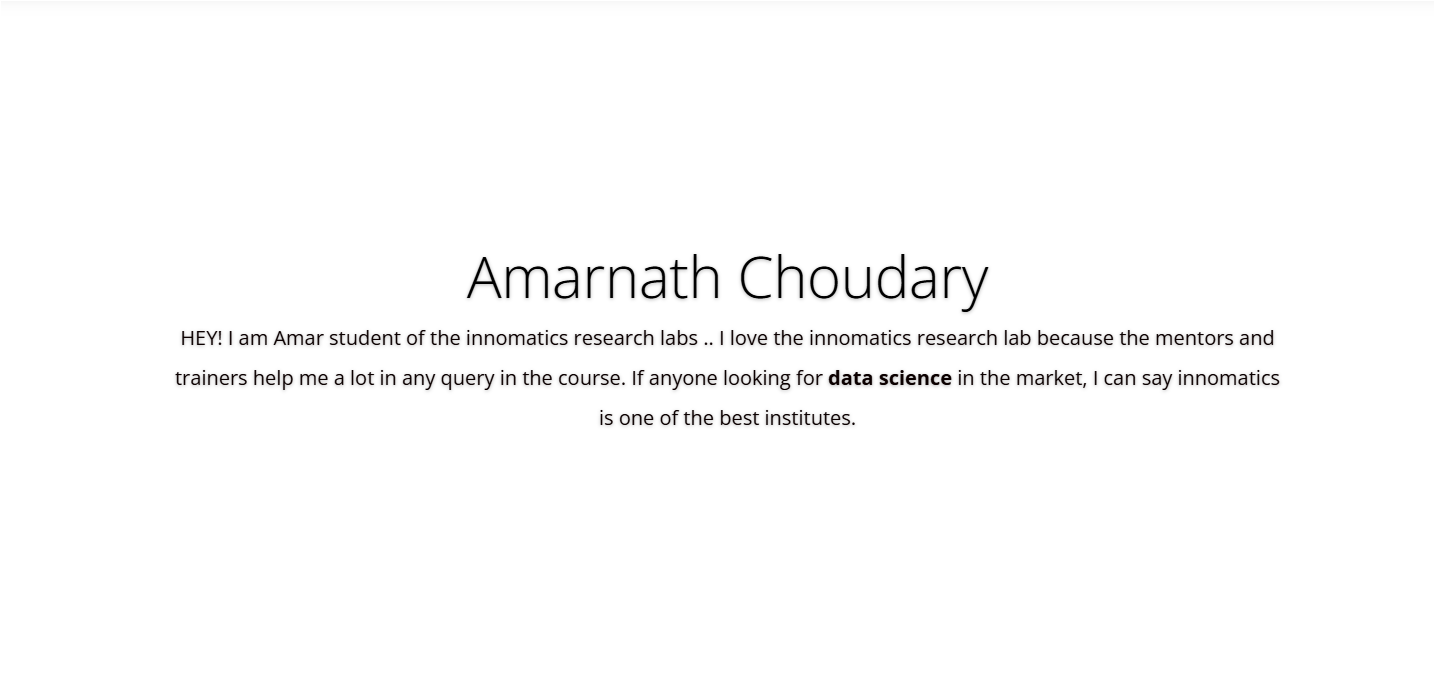 Amarnath Choudary
HEY! I am Amar student of the innomatics research labs .. I love the innomatics research lab because the mentors and
trainers help me a lot in any query in the course. If anyone looking for data science in the market, I can say innomatics
is one of the best institutes.